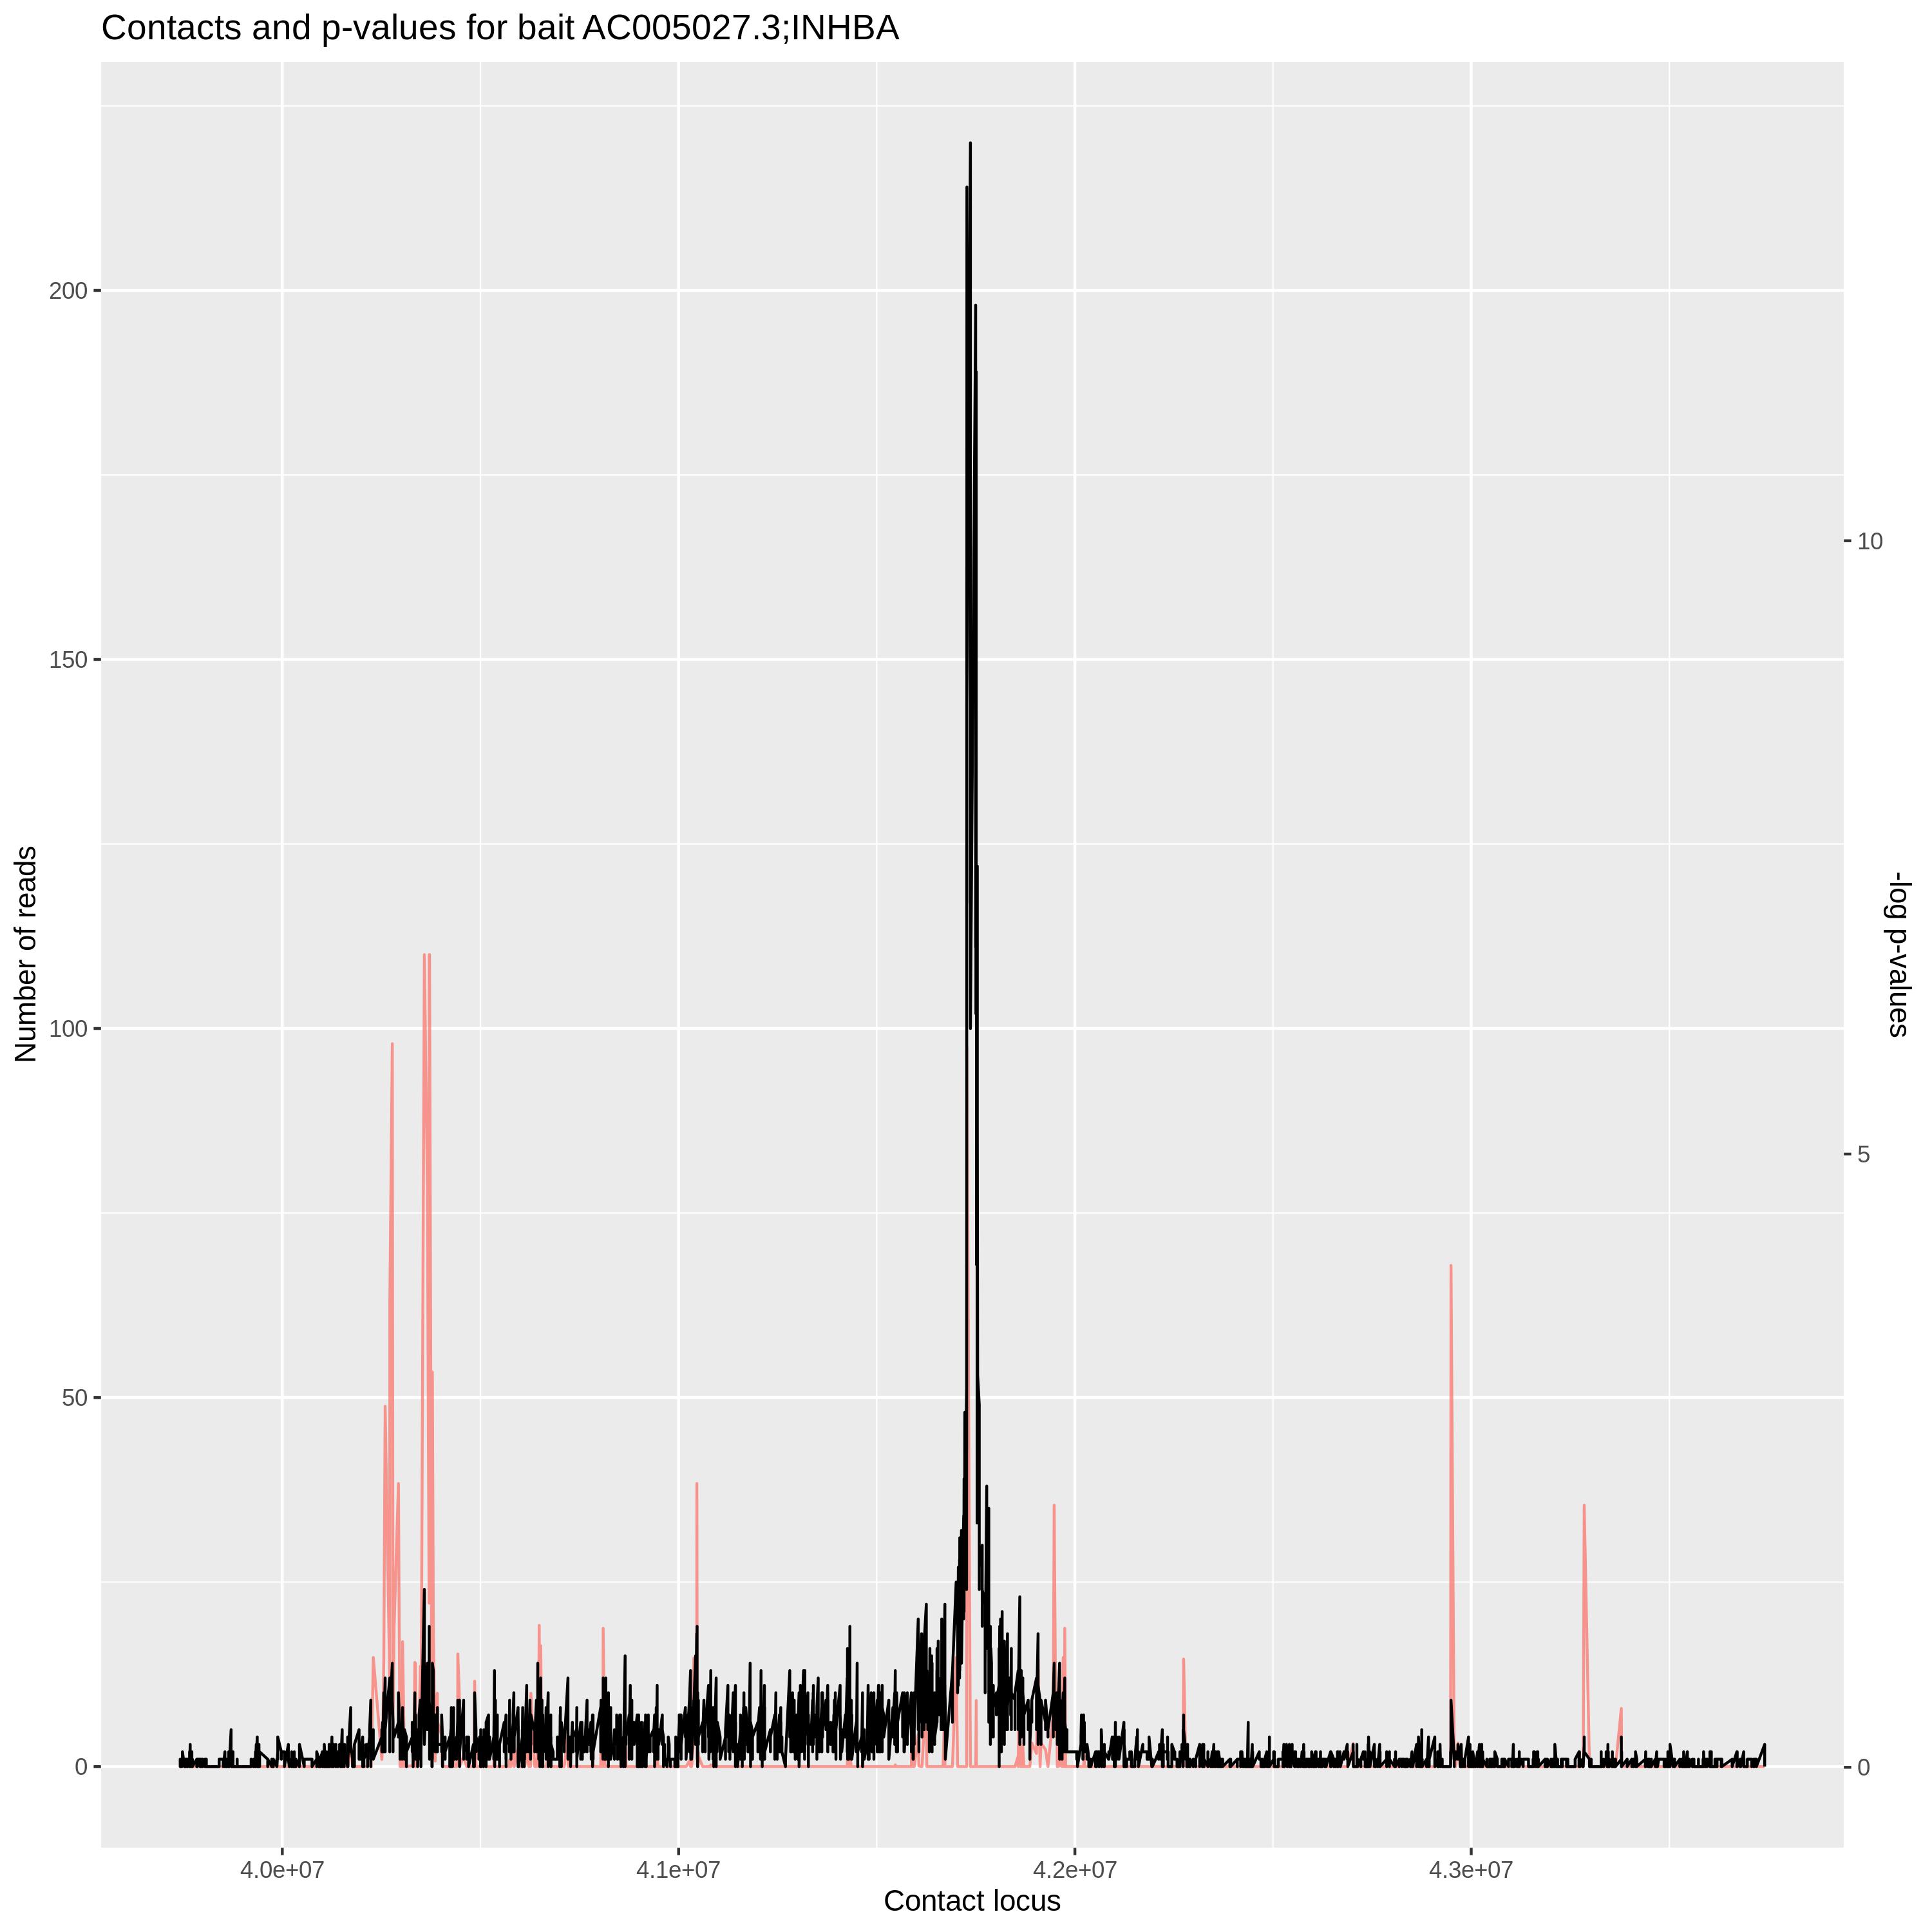 Contacts and p-values for bait AC005027.3;INHBA
Number of reads
200
150
100
50
0
10
5
0
-log p-values
4.0e+07
4.1e+07
4.2e+07
4.3e+07
Contact locus